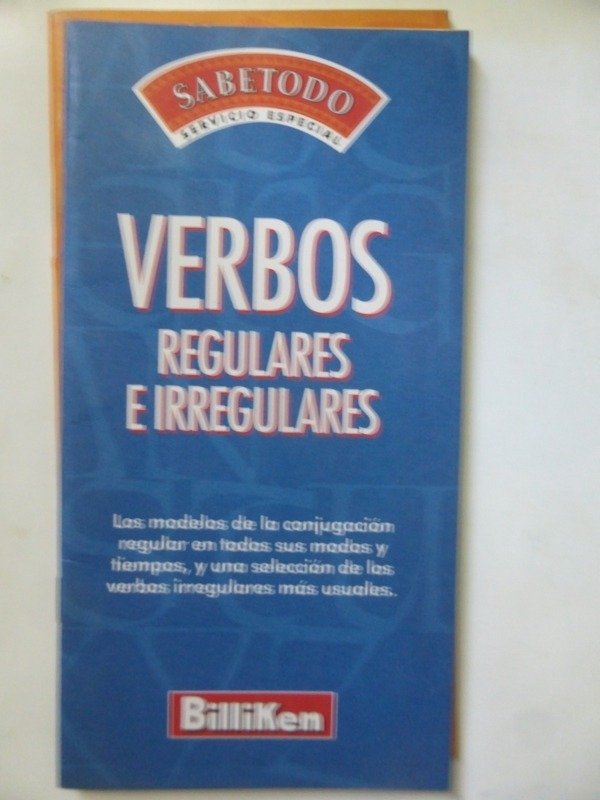 SABETODO
SERVICIO ESPECIAL
VERBOS
REGULARES
E IRREGULARES
Los modelos de la conjugación
regular en todos sus modos y
tiempos, y una selección de los
verbos irregulares más usuales.
BilliKen